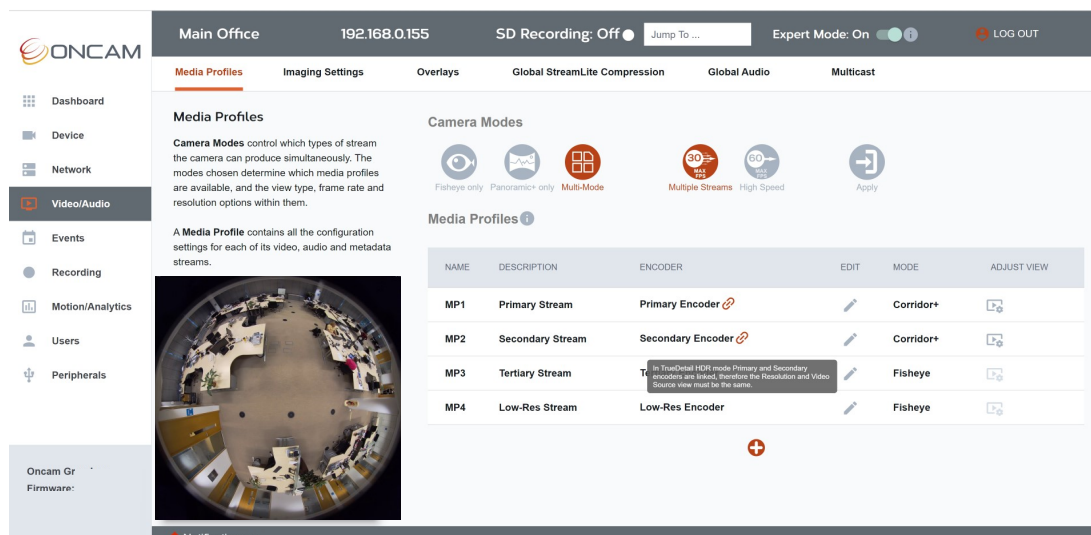 ONCAM
Main Office
192.168.0.155
SD Recording: Off
Jump To ...
Expert Mode: On
LOG OUT
Media Profiles
Imaging Settings
Overlays
Global StreamLite Compression
Global Audio
Multicast
Dashboard
Device
Network
Video/Audio
Events
Recording
Motion/Analytics
Users
Peripherals
Oncam Gr
Firmware:
Media Profiles
Camera Modes control which types of stream
the camera can produce simultaneously. The
modes chosen determine which media profiles
are available, and the view type, frame rate and
resolution options within them.
A Media Profile contains all the configuration
settings for each of its video, audio and metadata
streams.
Camera Modes
Fisheye only
Panoramic+ only
Multi-Mode
30
MAX
FPS
Multiple Streams
60
MAX
FPS
High Speed
Apply
Media Profiles
NAME DESCRIPTION ENCODER EDIT MODE ADJUST VIEW
MP1 Primary Stream Primary Encoder Corridor+
MP2 Secondary Stream Secondary Encoder Corridor+
In TrueDetail HDR mode Primary and Secondary
encoders are linked, therefore the Resolution and Video
Source view must be the same.
MP3 Tertiary Stream Fisheye
MP4 Low-Res Stream Low-Res Encoder Fisheye